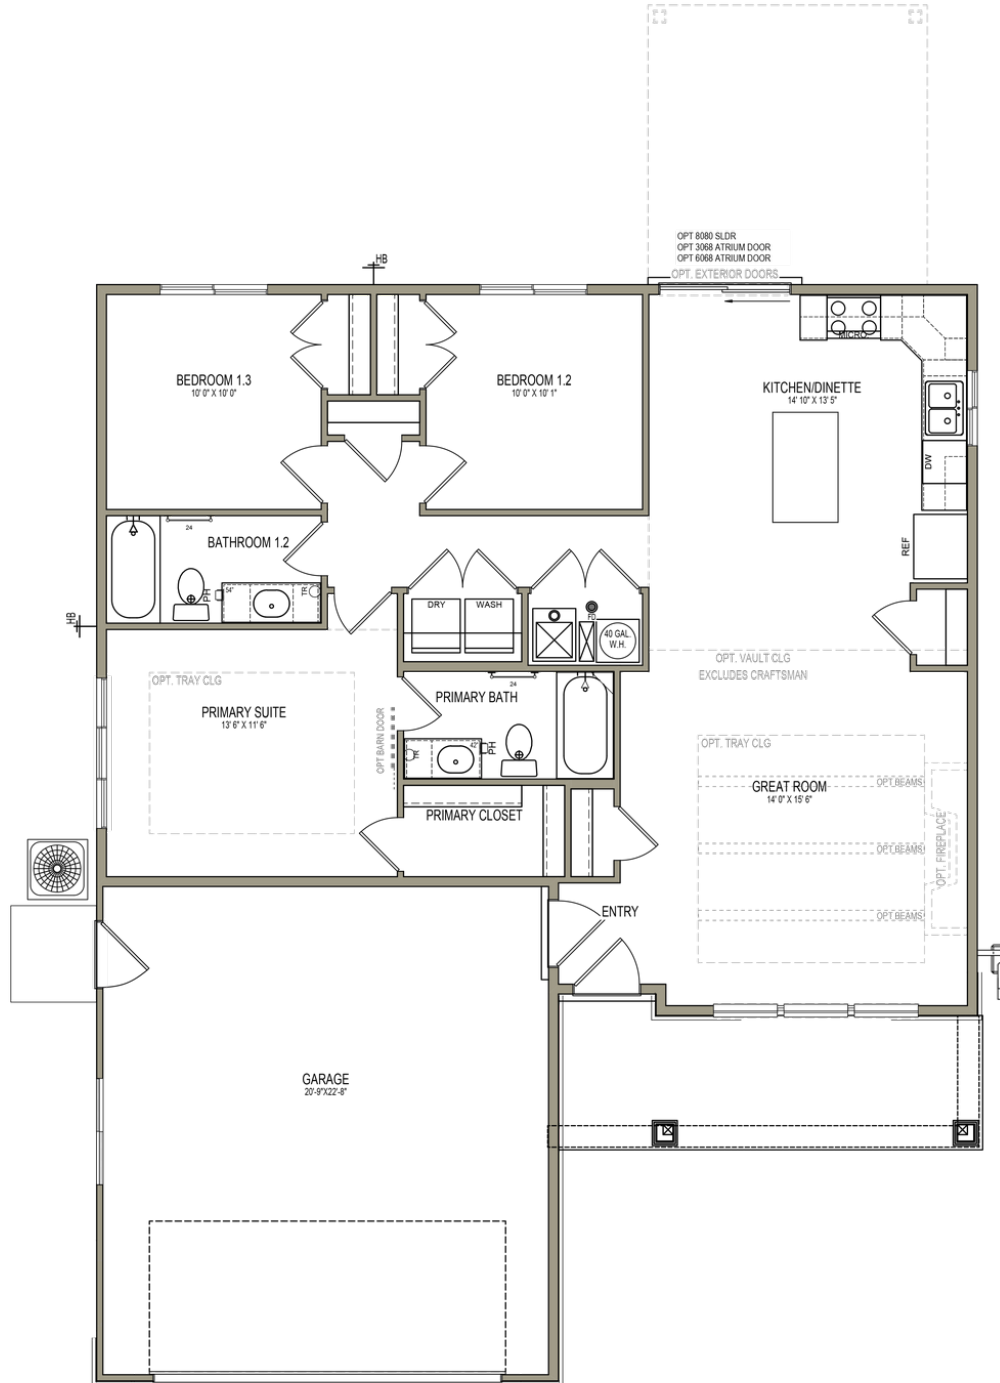 OPT 8080 SLDR
OPT 3068 ATRIUM DOOR
OPT 6068 ATRIUM DOOR
OPT. EXTERIOR DOORS
HB
MICRO
BEDROOM 1.3
10' 0" X 10' 0"
BEDROOM 1.2
10' 0" X 10' 1"
KITCHEN/DINETTE
14' 10" X 13' 5"
DW
REF
24
BATHROOM 1.2
PH
54"
TR
HB
DRY
WASH
FD
40 GAL.
W.H.
OPT. VAULT CLG
EXCLUDES CRAFTSMAN
OPT. TRAY CLG
PRIMARY SUITE
13' 6" X 11' 6"
OPT BARN DOOR
PRIMARY BATH
24
TR
42"
PH
OPT. TRAY CLG
OPT BEAMS
GREAT ROOM
14' 0" X 15' 6"
PRIMARY CLOSET
OPT BEAMS
OPT. FIREPLACE
OPT BEAMS
ENTRY
GARAGE
20'-9"X22'-8"